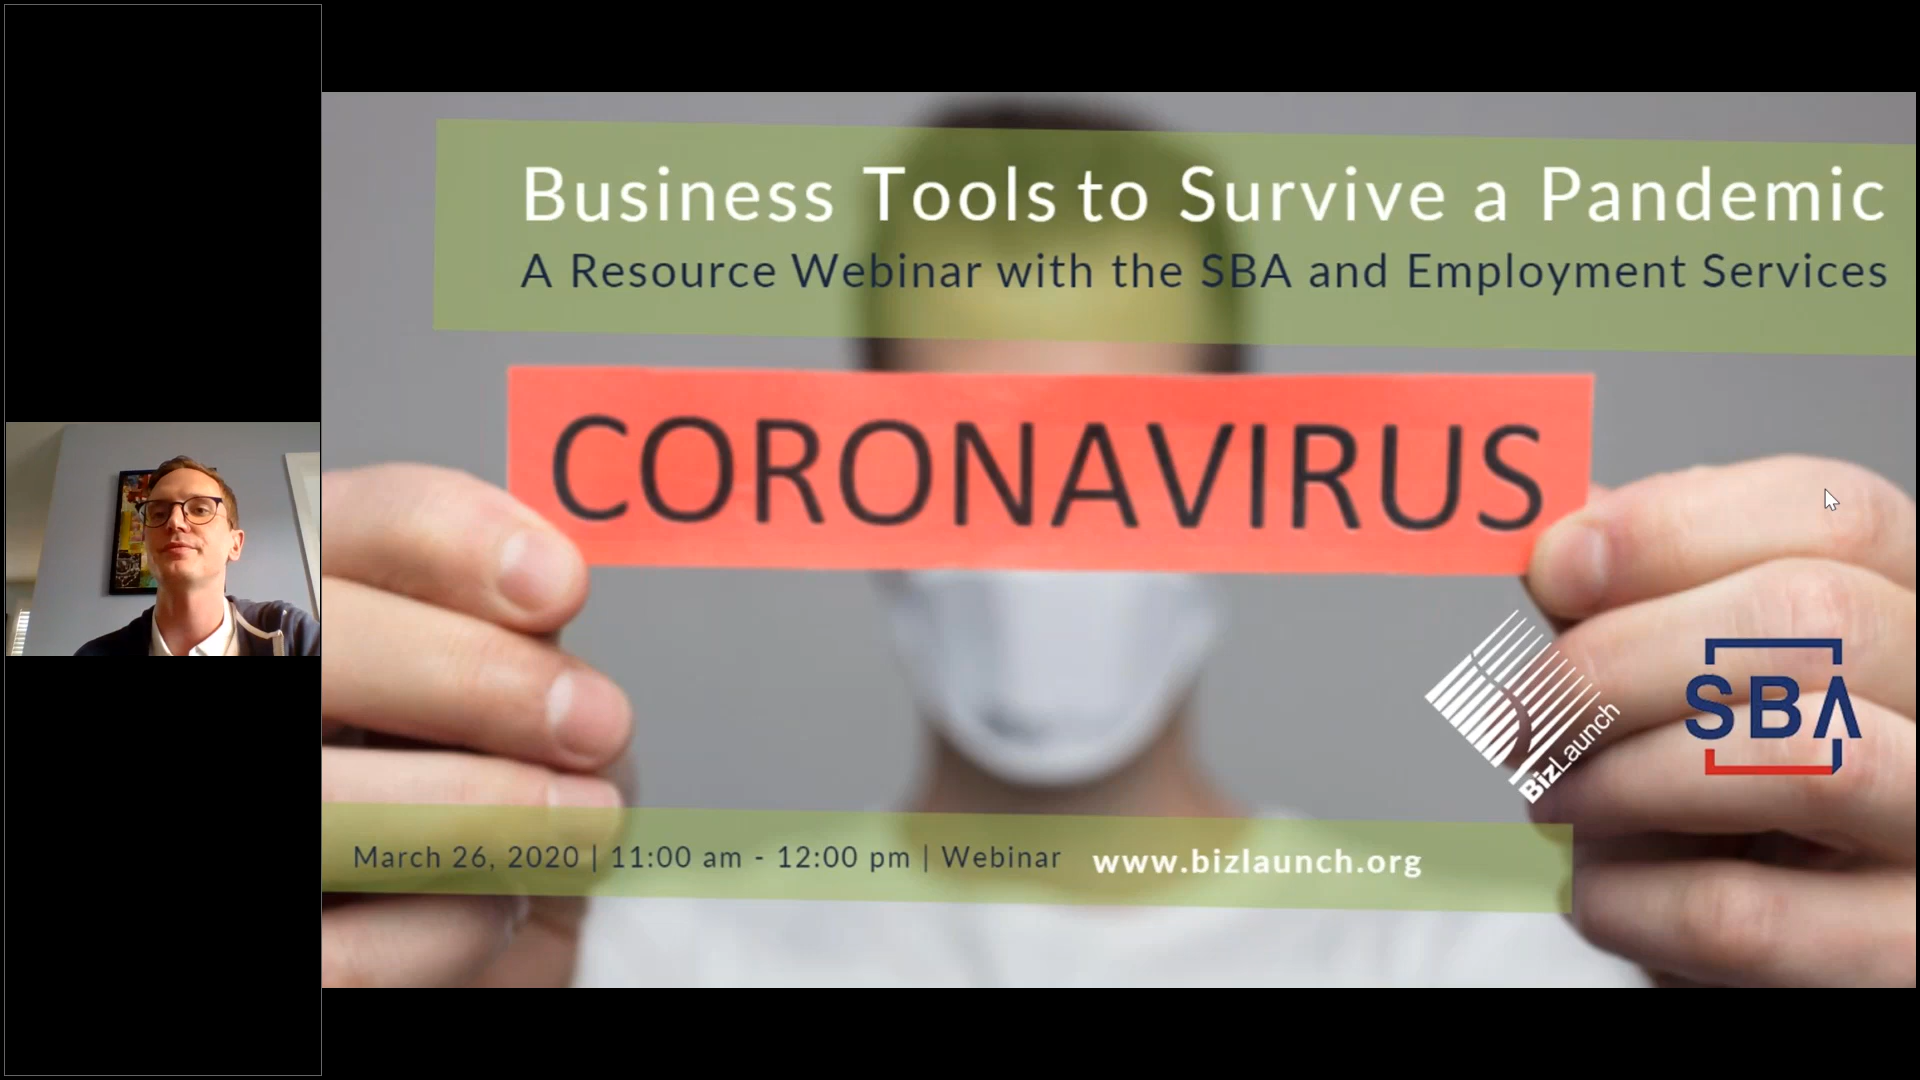 Business Tools to Survive a Pandemic
A Resource Webinar with the SBA and Employment Services
CORONAVIRUS
BizLaunch
SBA
March 26, 2020 | 11:00 am - 12:00 pm | Webinar
www.bizlaunch.org